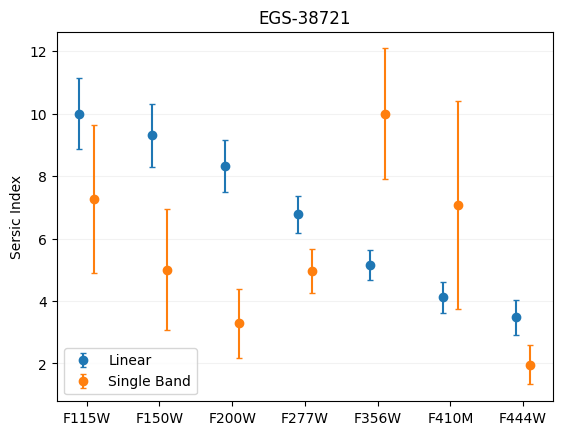 EGS-38721
12
10
8
6
4
2
Sersic Index
Linear
Single Band
F115W F150W F200W F277W F356W F410M F444W